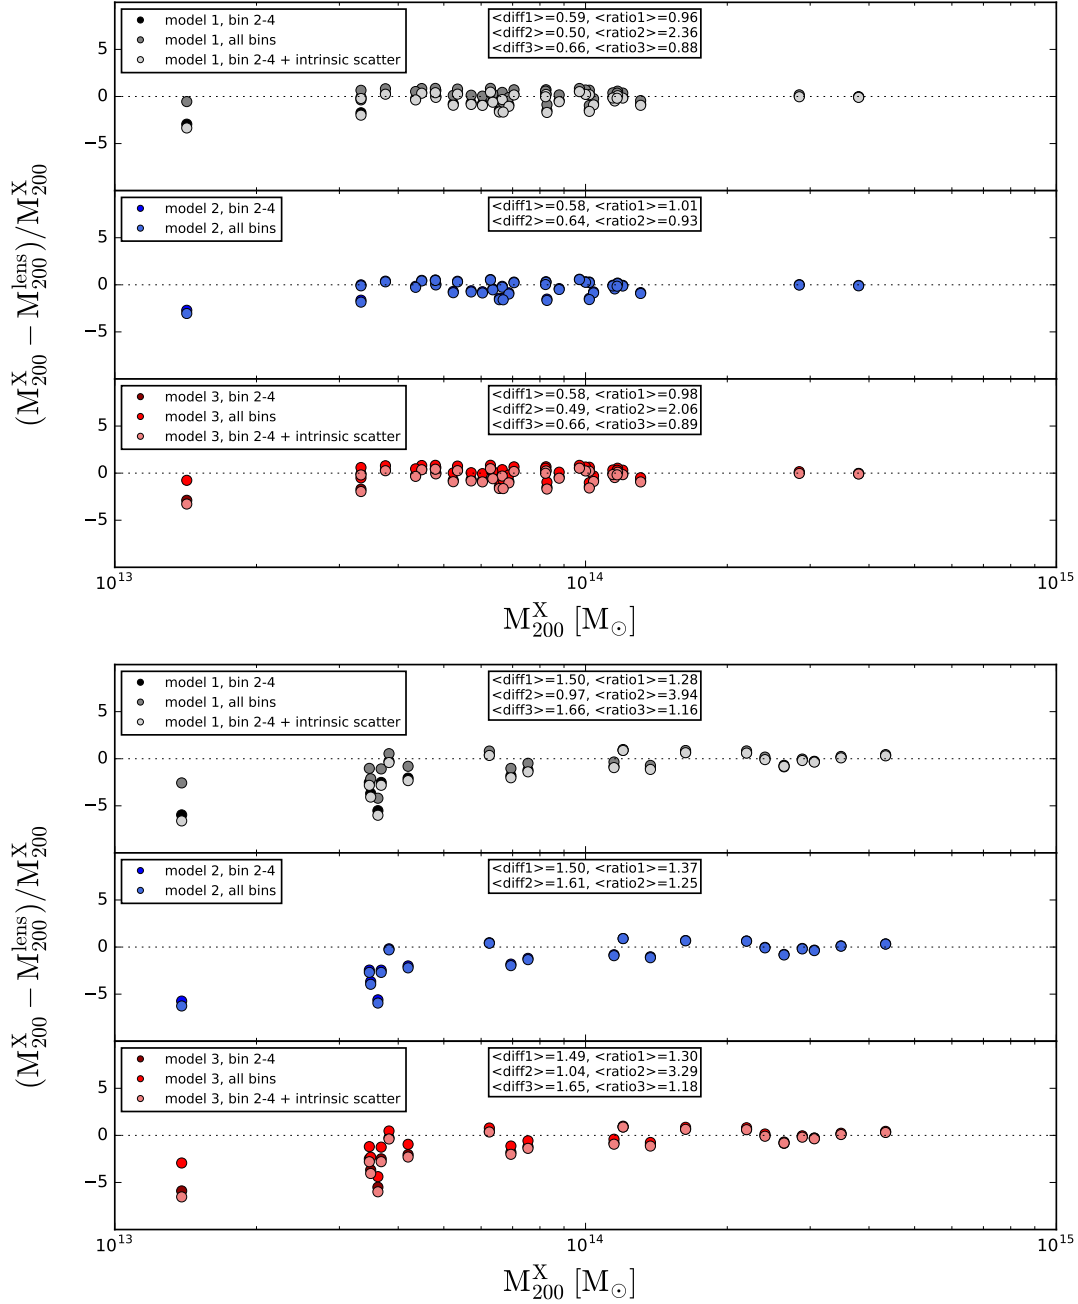 model 1, bin 2-4
model 1, all bins
model 1, bin 2-4 + intrinsic scatter
<diff1>=0.59, <ratio1>=0.96
<diff2>=0.50, <ratio2>=2.36
<diff3>=0.66, <ratio3>=0.88
5
0
−5
model 2, bin 2-4
model 2, all bins
<diff1>=0.58, <ratio1>=1.01
<diff2>=0.64, <ratio2>=0.93
5
0
−5
(M_200^X − M_200^lens)/M_200^X
model 3, bin 2-4
model 3, all bins
model 3, bin 2-4 + intrinsic scatter
<diff1>=0.58, <ratio1>=0.98
<diff2>=0.49, <ratio2>=2.06
<diff3>=0.66, <ratio3>=0.89
5
0
−5
10^13 10^14 10^15
M_200^X [M_⊙]
model 1, bin 2-4
model 1, all bins
model 1, bin 2-4 + intrinsic scatter
<diff1>=1.50, <ratio1>=1.28
<diff2>=0.97, <ratio2>=3.94
<diff3>=1.66, <ratio3>=1.16
5
0
−5
model 2, bin 2-4
model 2, all bins
<diff1>=1.50, <ratio1>=1.37
<diff2>=1.61, <ratio2>=1.25
5
0
−5
(M_200^X − M_200^lens)/M_200^X
model 3, bin 2-4
model 3, all bins
model 3, bin 2-4 + intrinsic scatter
<diff1>=1.49, <ratio1>=1.30
<diff2>=1.04, <ratio2>=3.29
<diff3>=1.65, <ratio3>=1.18
5
0
−5
10^13 10^14 10^15
M_200^X [M_⊙]